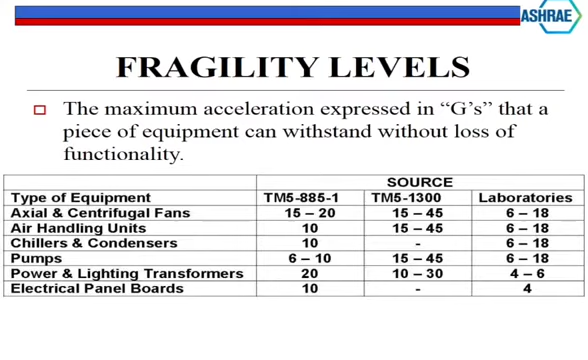 ASHRAE
FRAGILITY LEVELS
The maximum acceleration expressed in “G’s” that a
piece of equipment can withstand without loss of
functionality.
SOURCE
Type of Equipment TM5-885-1 TM5-1300 Laboratories
Axial & Centrifugal Fans 15 – 20 15 – 45 6 – 18
Air Handling Units 10 15 – 45 6 – 18
Chillers & Condensers 10 - 6 – 18
Pumps 6 – 10 15 – 45 6 – 18
Power & Lighting Transformers 20 10 – 30 4 – 6
Electrical Panel Boards 10 - 4